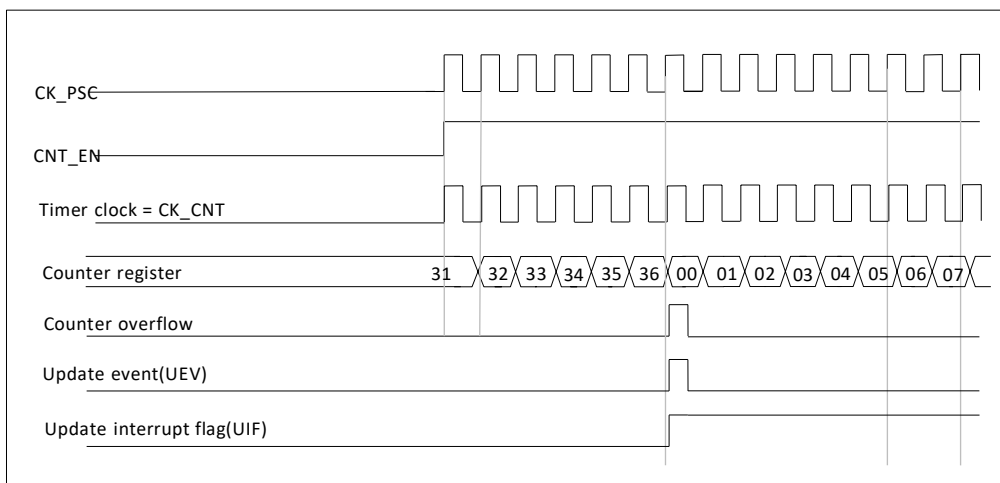 CK_PSC
CNT_EN
Timer clock = CK_CNT
Counter register 31 32 33 34 35 36 00 01 02 03 04 05 06 07
Counter overflow
Update event(UEV)
Update interrupt flag(UIF)